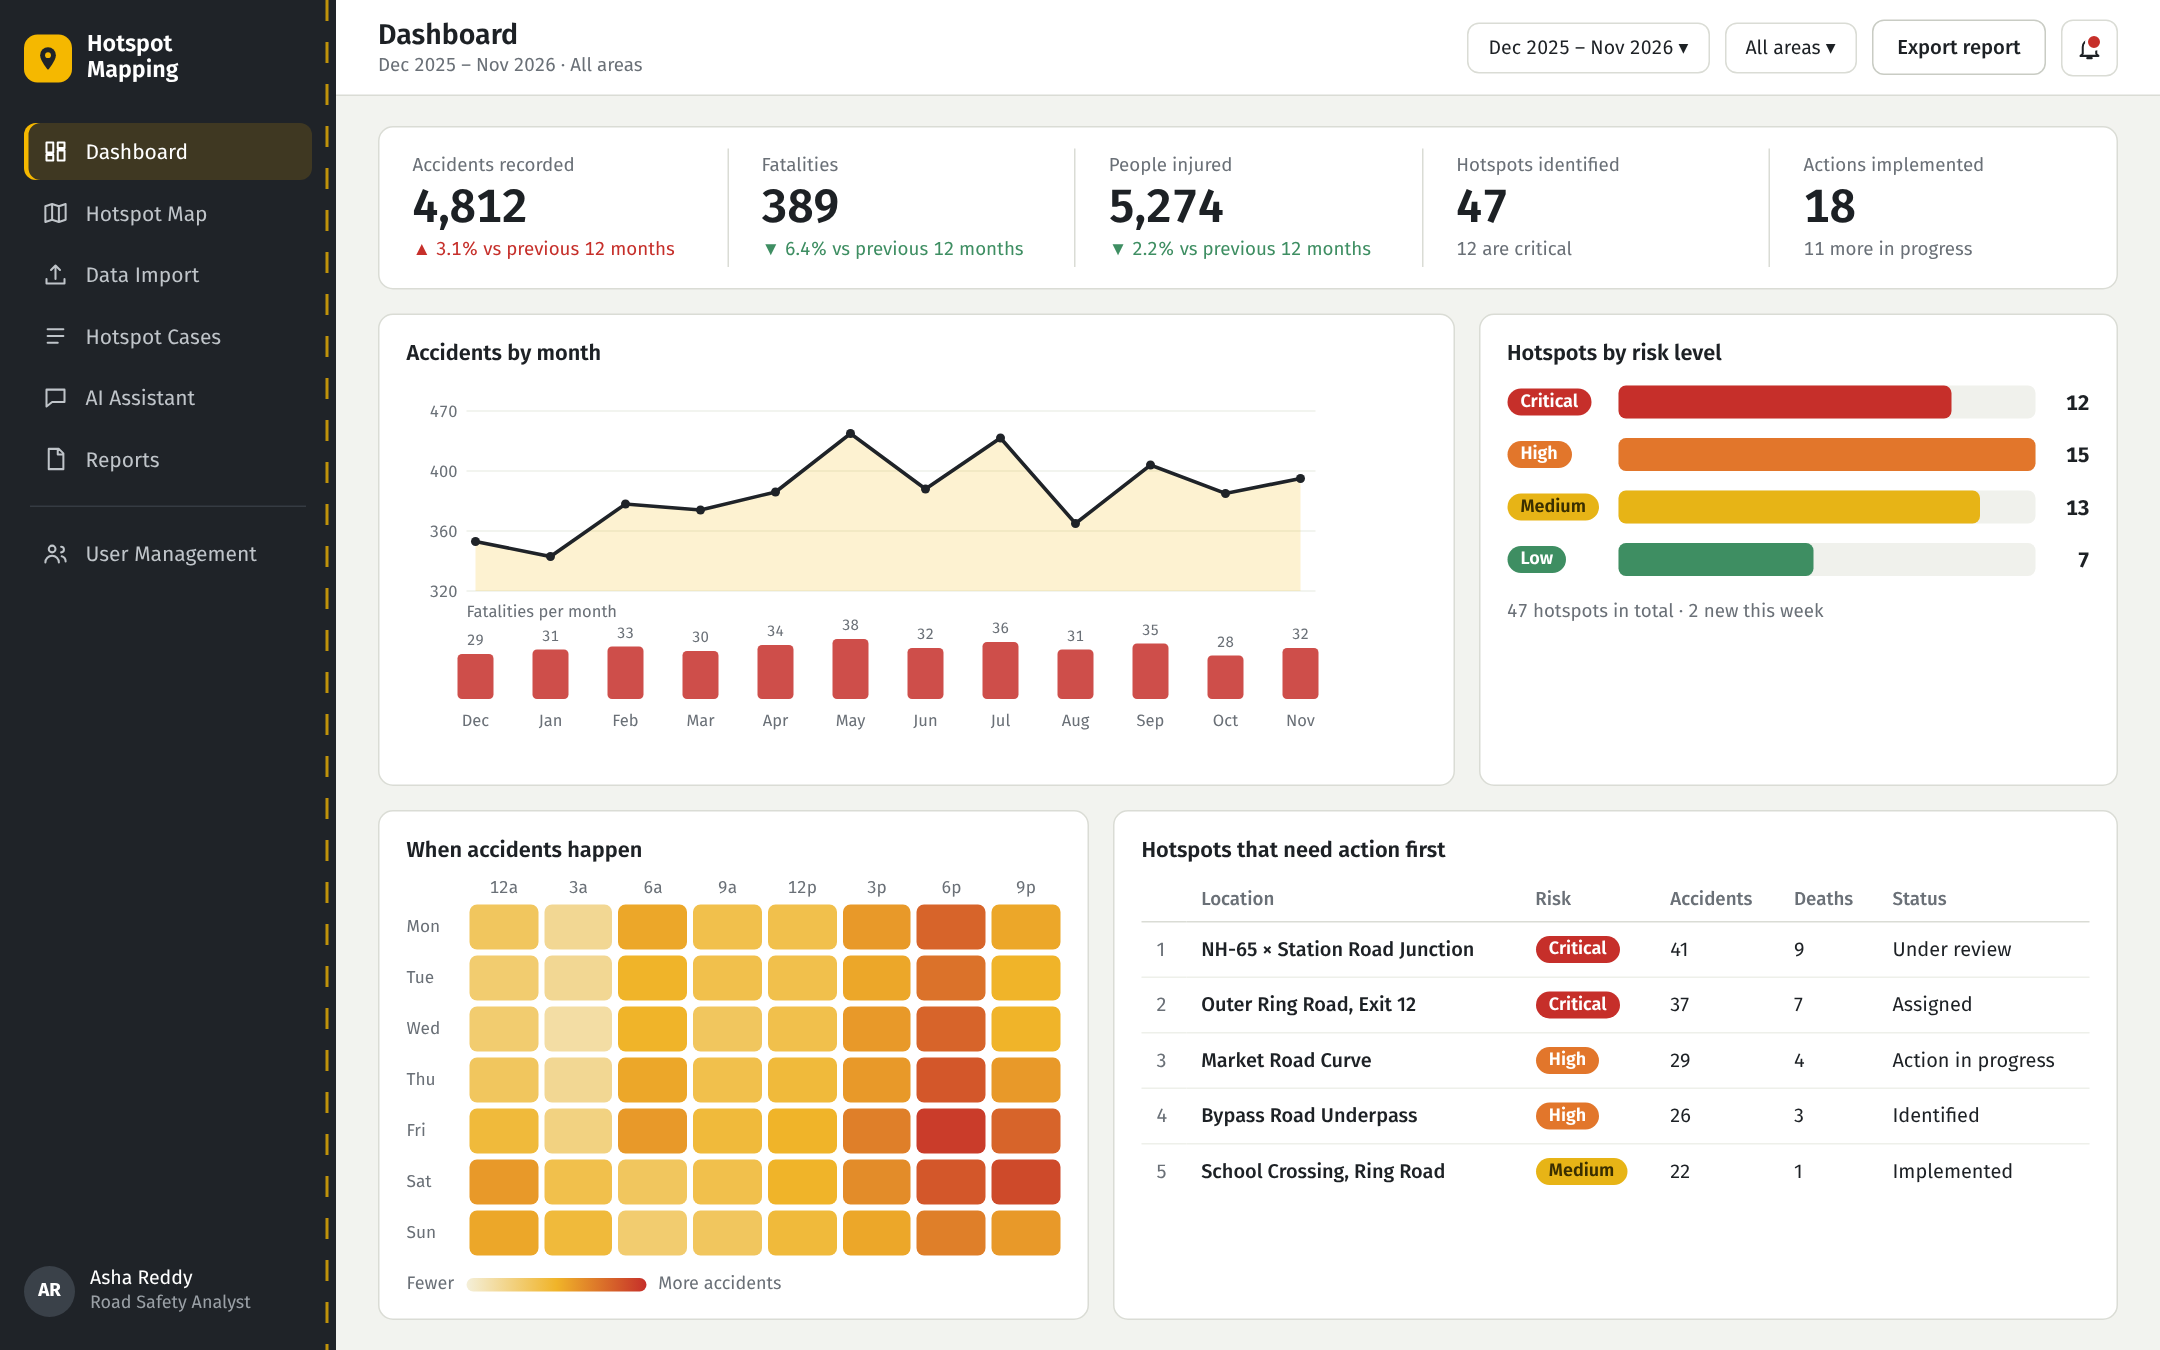 Hotspot
Mapping
Dashboard
Hotspot Map
Data Import
Hotspot Cases
AI Assistant
Reports
User Management
AR
Asha Reddy
Road Safety Analyst
Dashboard
Dec 2025 – Nov 2026 · All areas
Dec 2025 – Nov 2026 ▾
All areas ▾
Export report
Accidents recorded
4,812
▲ 3.1% vs previous 12 months
Fatalities
389
▼ 6.4% vs previous 12 months
People injured
5,274
▼ 2.2% vs previous 12 months
Hotspots identified
47
12 are critical
Actions implemented
18
11 more in progress
Accidents by month
470
400
360
320
Fatalities per month
29 31 33 30 34 38 32 36 31 35 28 32
Dec Jan Feb Mar Apr May Jun Jul Aug Sep Oct Nov
Hotspots by risk level
Critical 12
High 15
Medium 13
Low 7
47 hotspots in total · 2 new this week
When accidents happen
12a 3a 6a 9a 12p 3p 6p 9p
Mon
Tue
Wed
Thu
Fri
Sat
Sun
Fewer More accidents
Hotspots that need action first
Location Risk Accidents Deaths Status
1 NH-65 × Station Road Junction Critical 41 9 Under review
2 Outer Ring Road, Exit 12 Critical 37 7 Assigned
3 Market Road Curve High 29 4 Action in progress
4 Bypass Road Underpass High 26 3 Identified
5 School Crossing, Ring Road Medium 22 1 Implemented